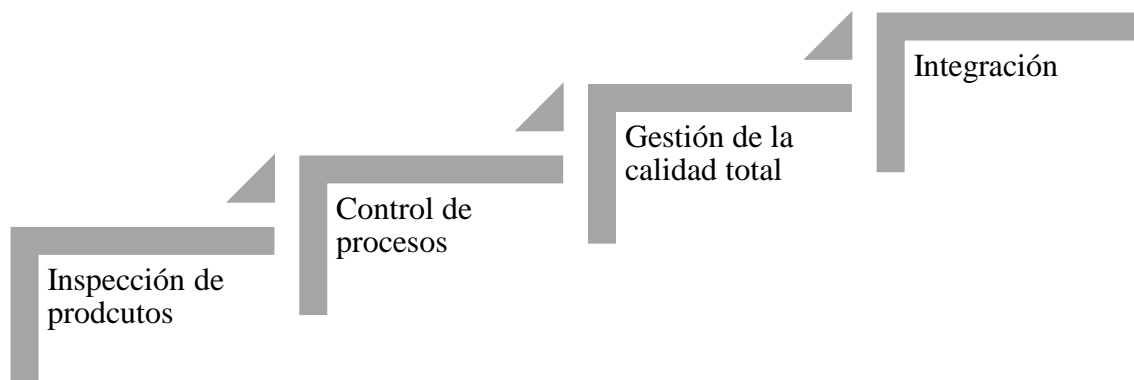 Integración
Gestión de la
calidad total
Control de
procesos
Inspección de
prodcutos